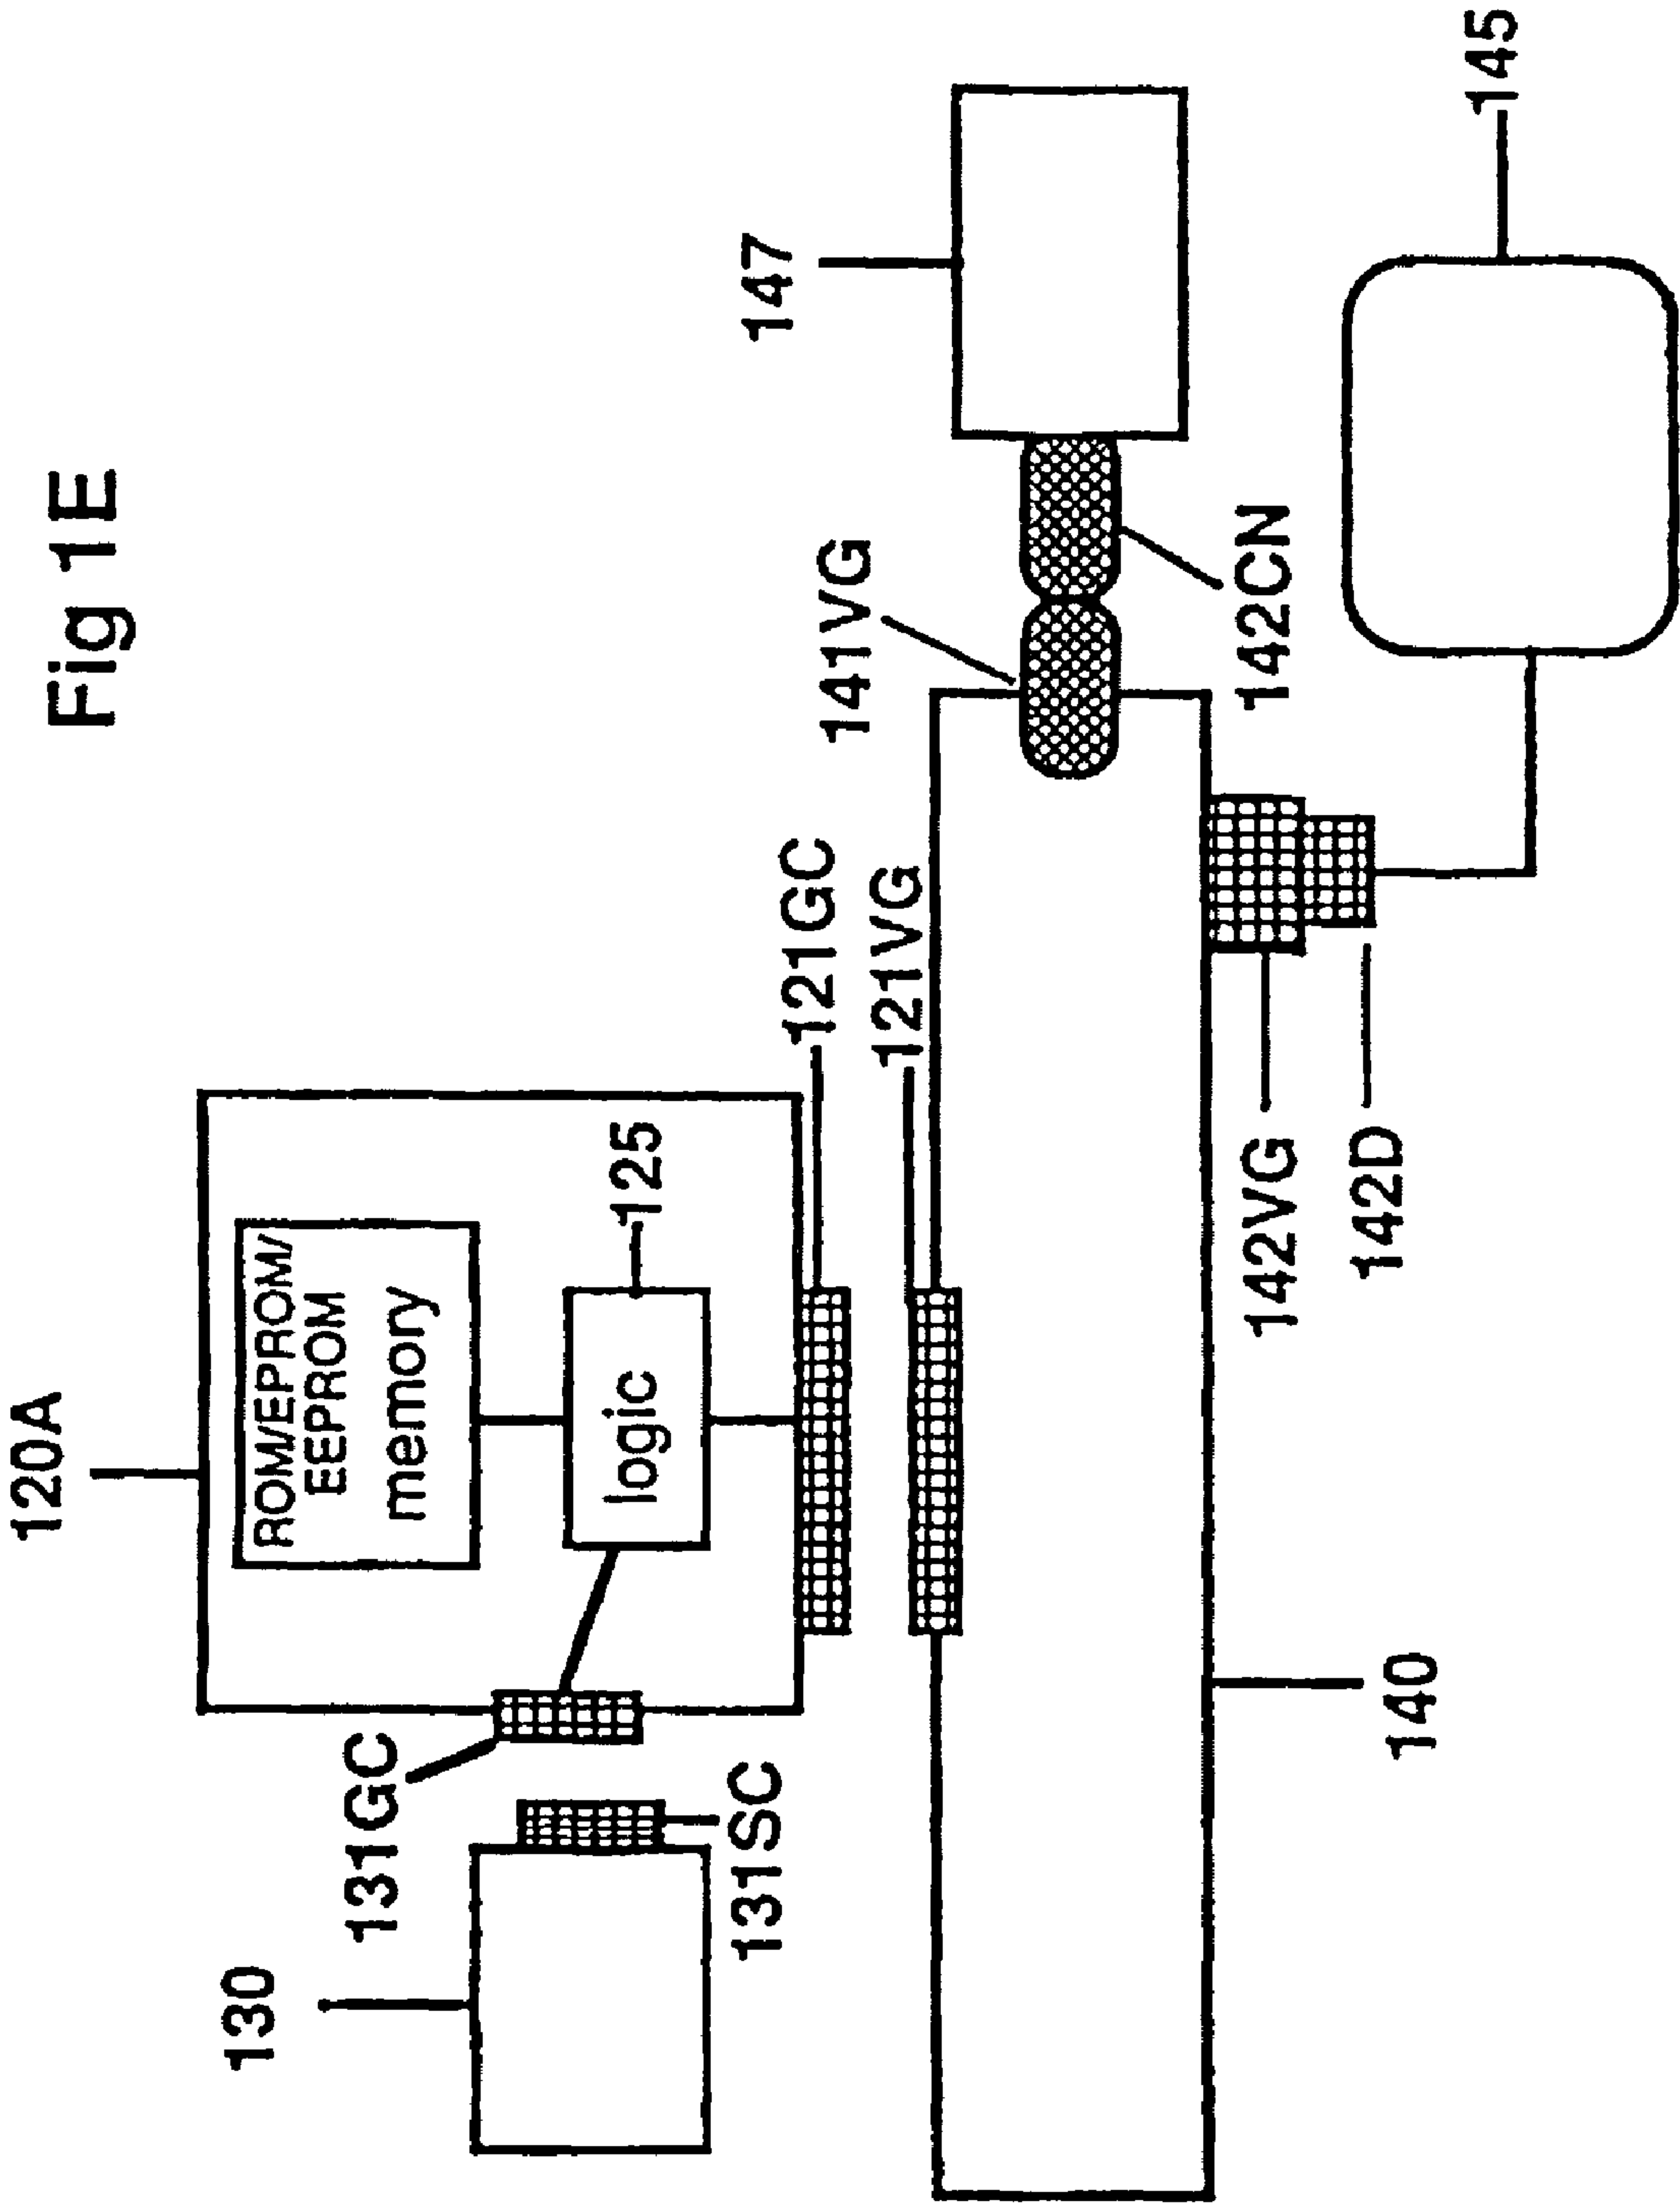 Fig 1E
120A
ROM/EPROM/
EEPROM
memory
logic
125
130
131GC
131SC
121GC
121VG
141VG
147
142CN
142VG
142D
140
145